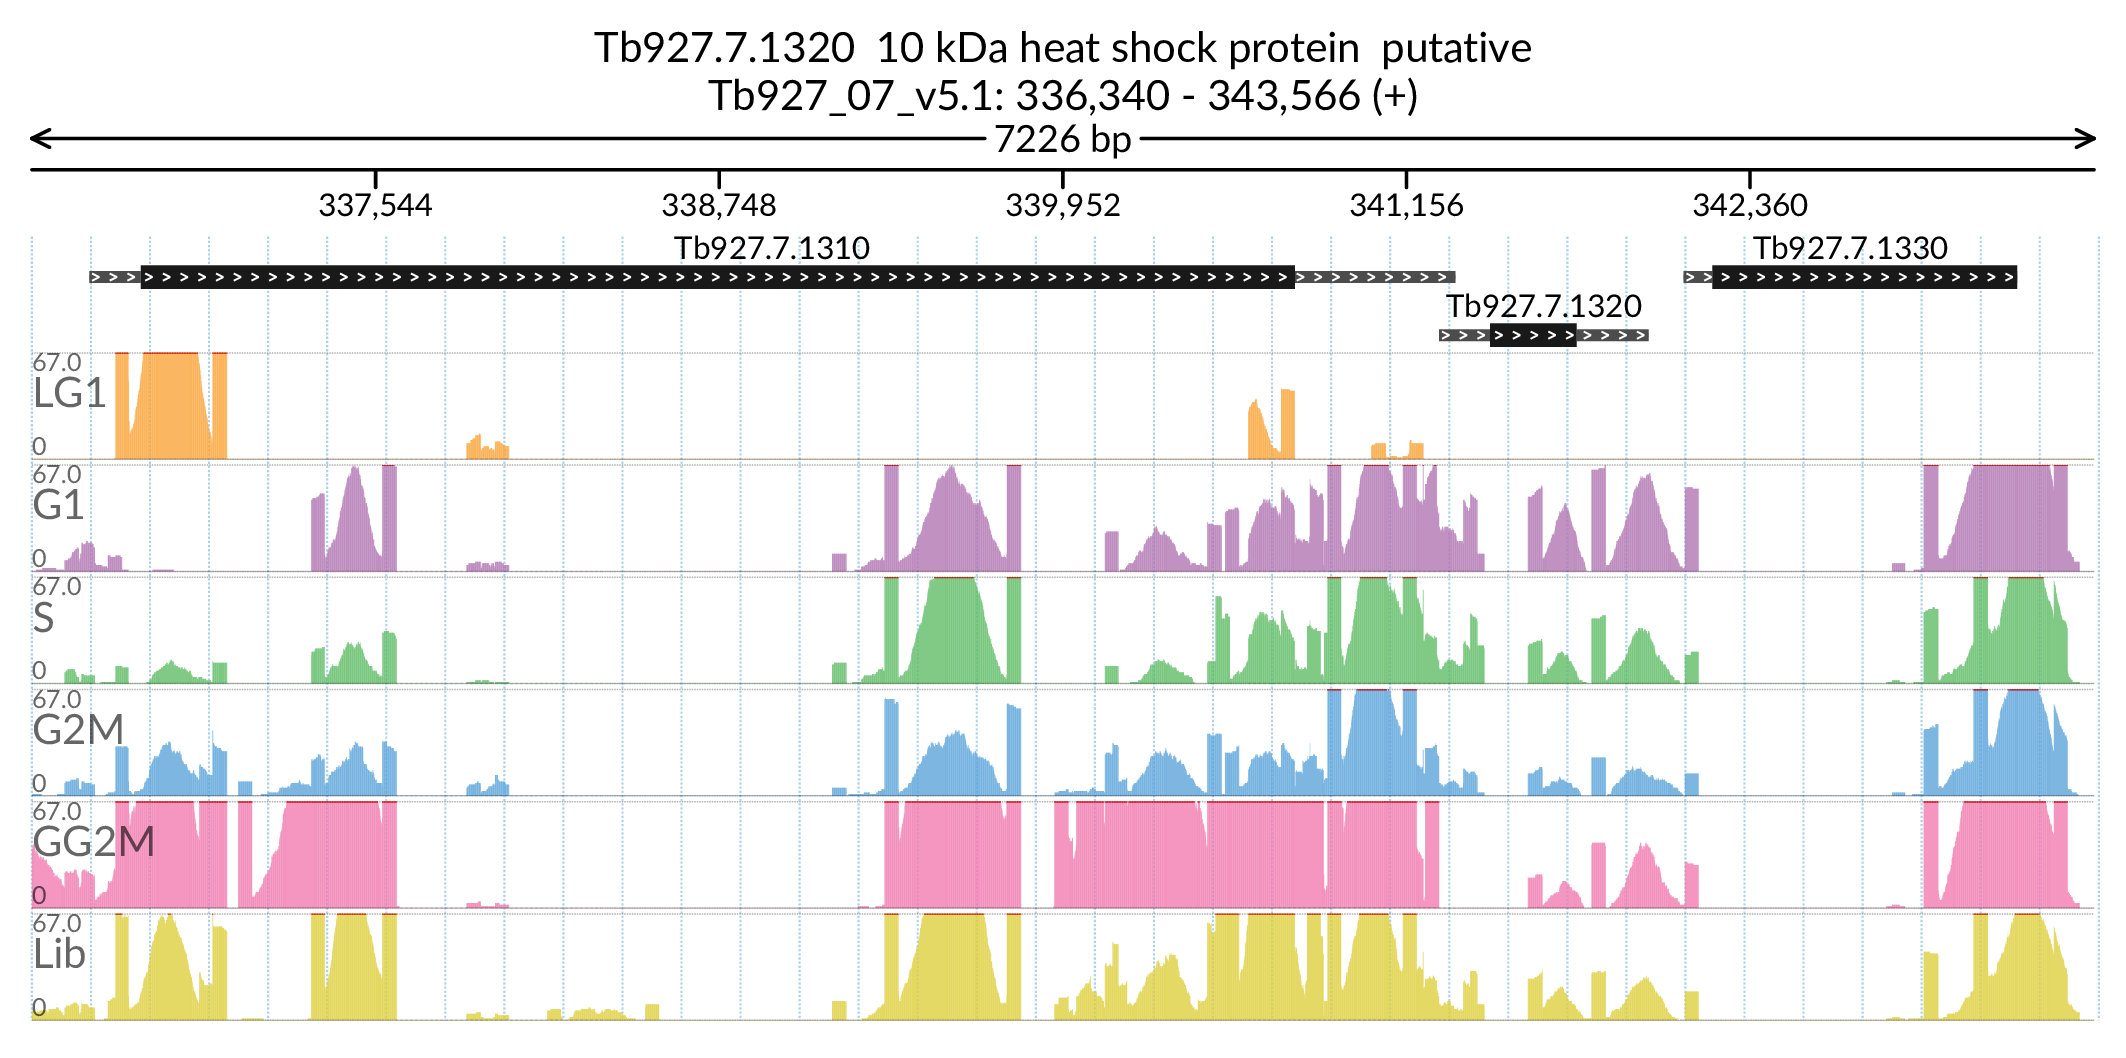 Tb927.7.1320 10 kDa heat shock protein putative
Tb927_07_v5.1: 336,340 - 343,566 (+)
7226 bp
337,544 338,748 339,952 341,156 342,360
Tb927.7.1310 Tb927.7.1330
Tb927.7.1320
67.0
LG1
0
67.0
G1
0
67.0
S
0
67.0
G2M
0
67.0
GG2M
0
67.0
Lib
0